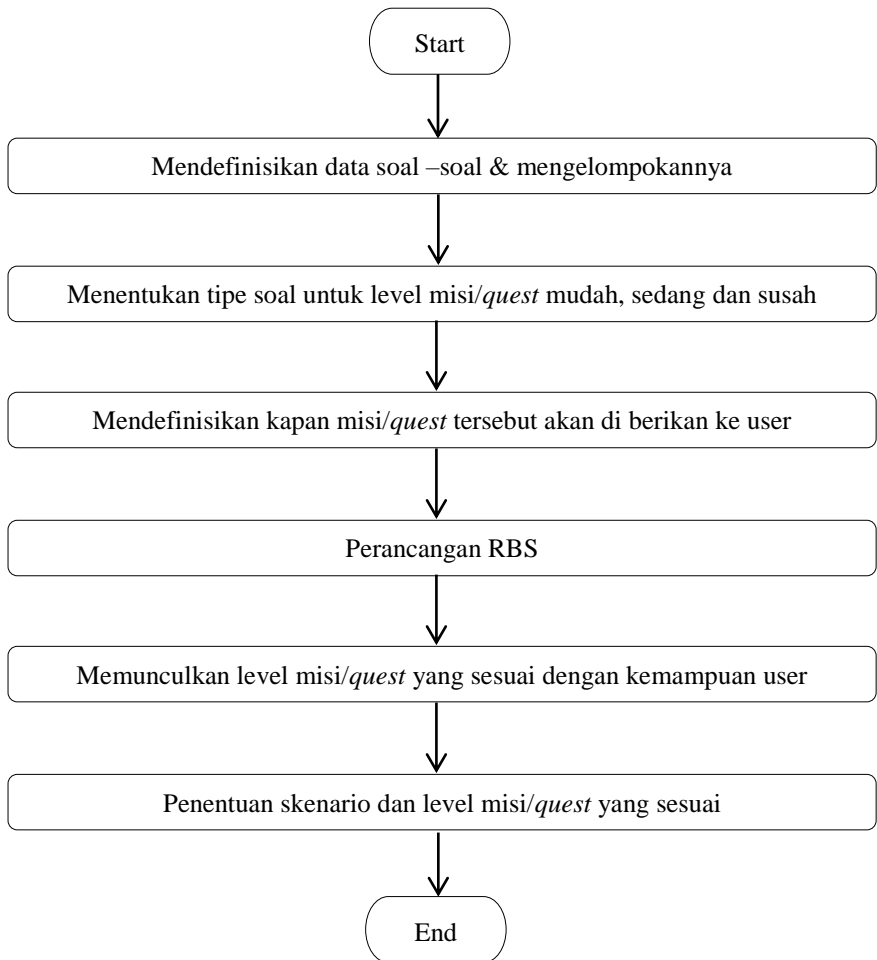 Start
Mendefinisikan data soal –soal & mengelompokannya
Menentukan tipe soal untuk level misi/quest mudah, sedang dan susah
Mendefinisikan kapan misi/quest tersebut akan di berikan ke user
Perancangan RBS
Memunculkan level misi/quest yang sesuai dengan kemampuan user
Penentuan skenario dan level misi/quest yang sesuai
End